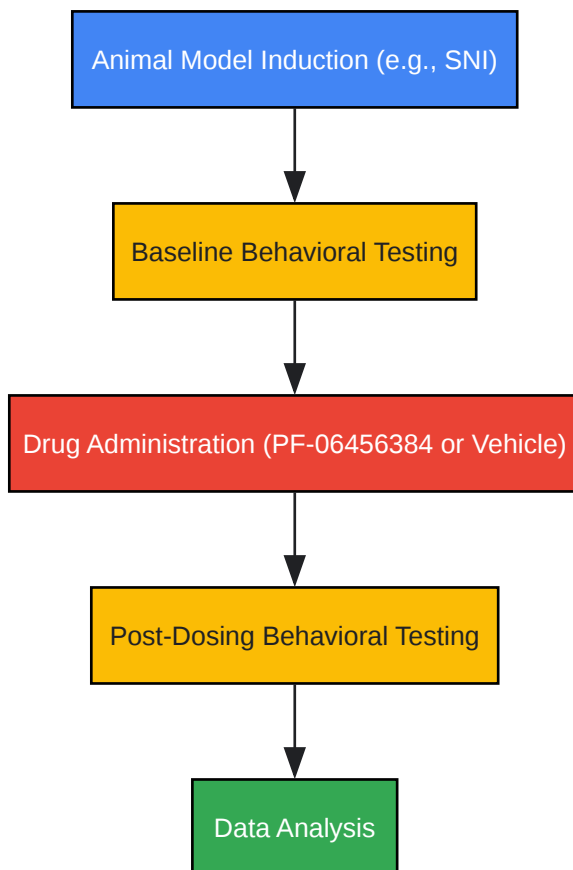 Animal Model Induction (e.g., SNI)
Baseline Behavioral Testing
Drug Administration (PF-06456384 or Vehicle)
Post-Dosing Behavioral Testing
Data Analysis